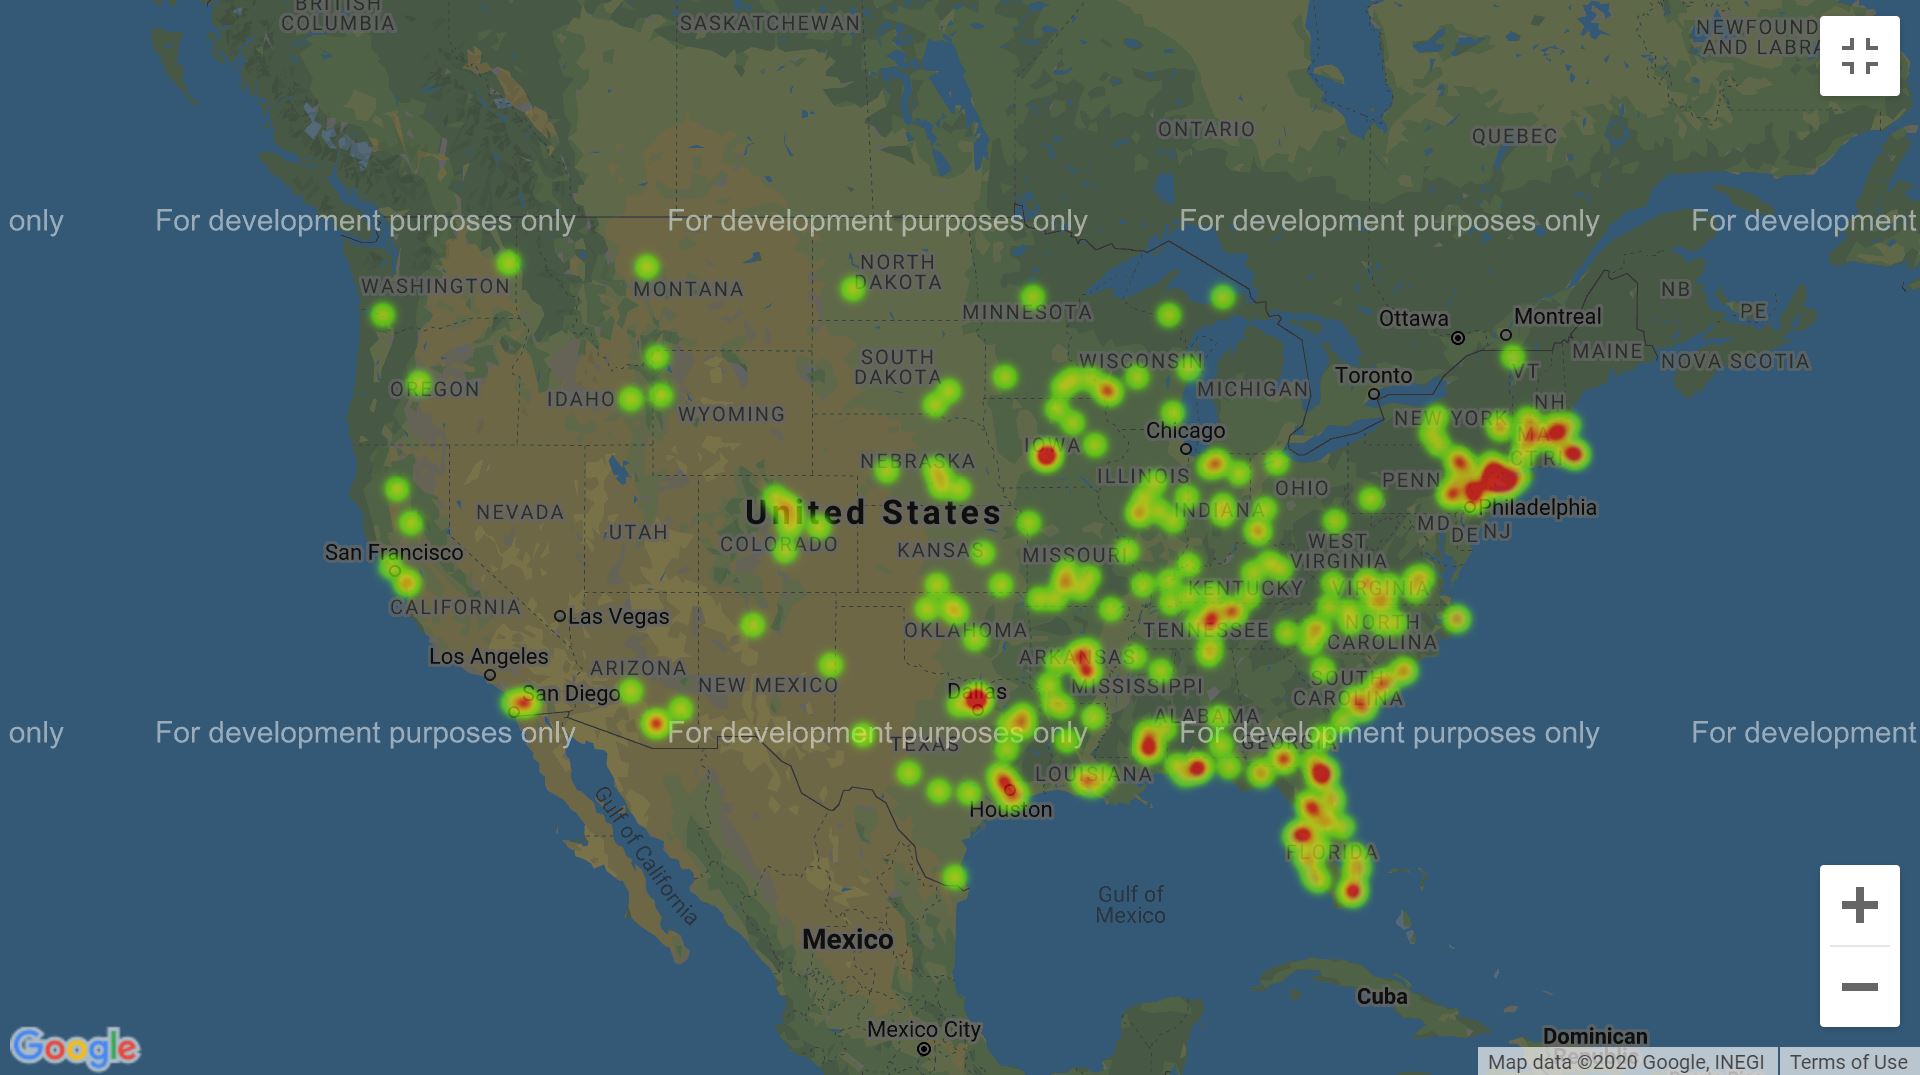 BRITISH
COLUMBIA
SASKATCHEWAN
NEWFOUND
AND LABRA
ONTARIO
QUEBEC
only
For development purposes only
For development purposes only
For development purposes only
For development
WASHINGTON
MONTANA
NORTH
DAKOTA
MINNESOTA
NB
PE
Ottawa
Montreal
MAINE
NOVA SCOTIA
SOUTH
DAKOTA
WISCONSIN
MICHIGAN
Toronto
VT
OREGON
IDAHO
WYOMING
NH
NEW YORK
MA
CT RI
Chicago
IOWA
NEBRASKA
ILLINOIS
INDIANA
OHIO
PENN
Philadelphia
MD
DE
NJ
NEVADA
UTAH
United States
COLORADO
KANSAS
MISSOURI
WEST
VIRGINIA
VIRGINIA
KENTUCKY
San Francisco
CALIFORNIA
Las Vegas
OKLAHOMA
TENNESSEE
NORTH
CAROLINA
Los Angeles
ARIZONA
NEW MEXICO
ARKANSAS
San Diego
Dallas
MISSISSIPPI
SOUTH
CAROLINA
ALABAMA
GEORGIA
only
For development purposes only
For development purposes only
For development purposes only
For development
TEXAS
LOUISIANA
Houston
FLORIDA
Gulf of California
Gulf of
Mexico
Mexico
Cuba
Mexico City
Dominican
Republic
Google
Map data ©2020 Google, INEGI
Terms of Use